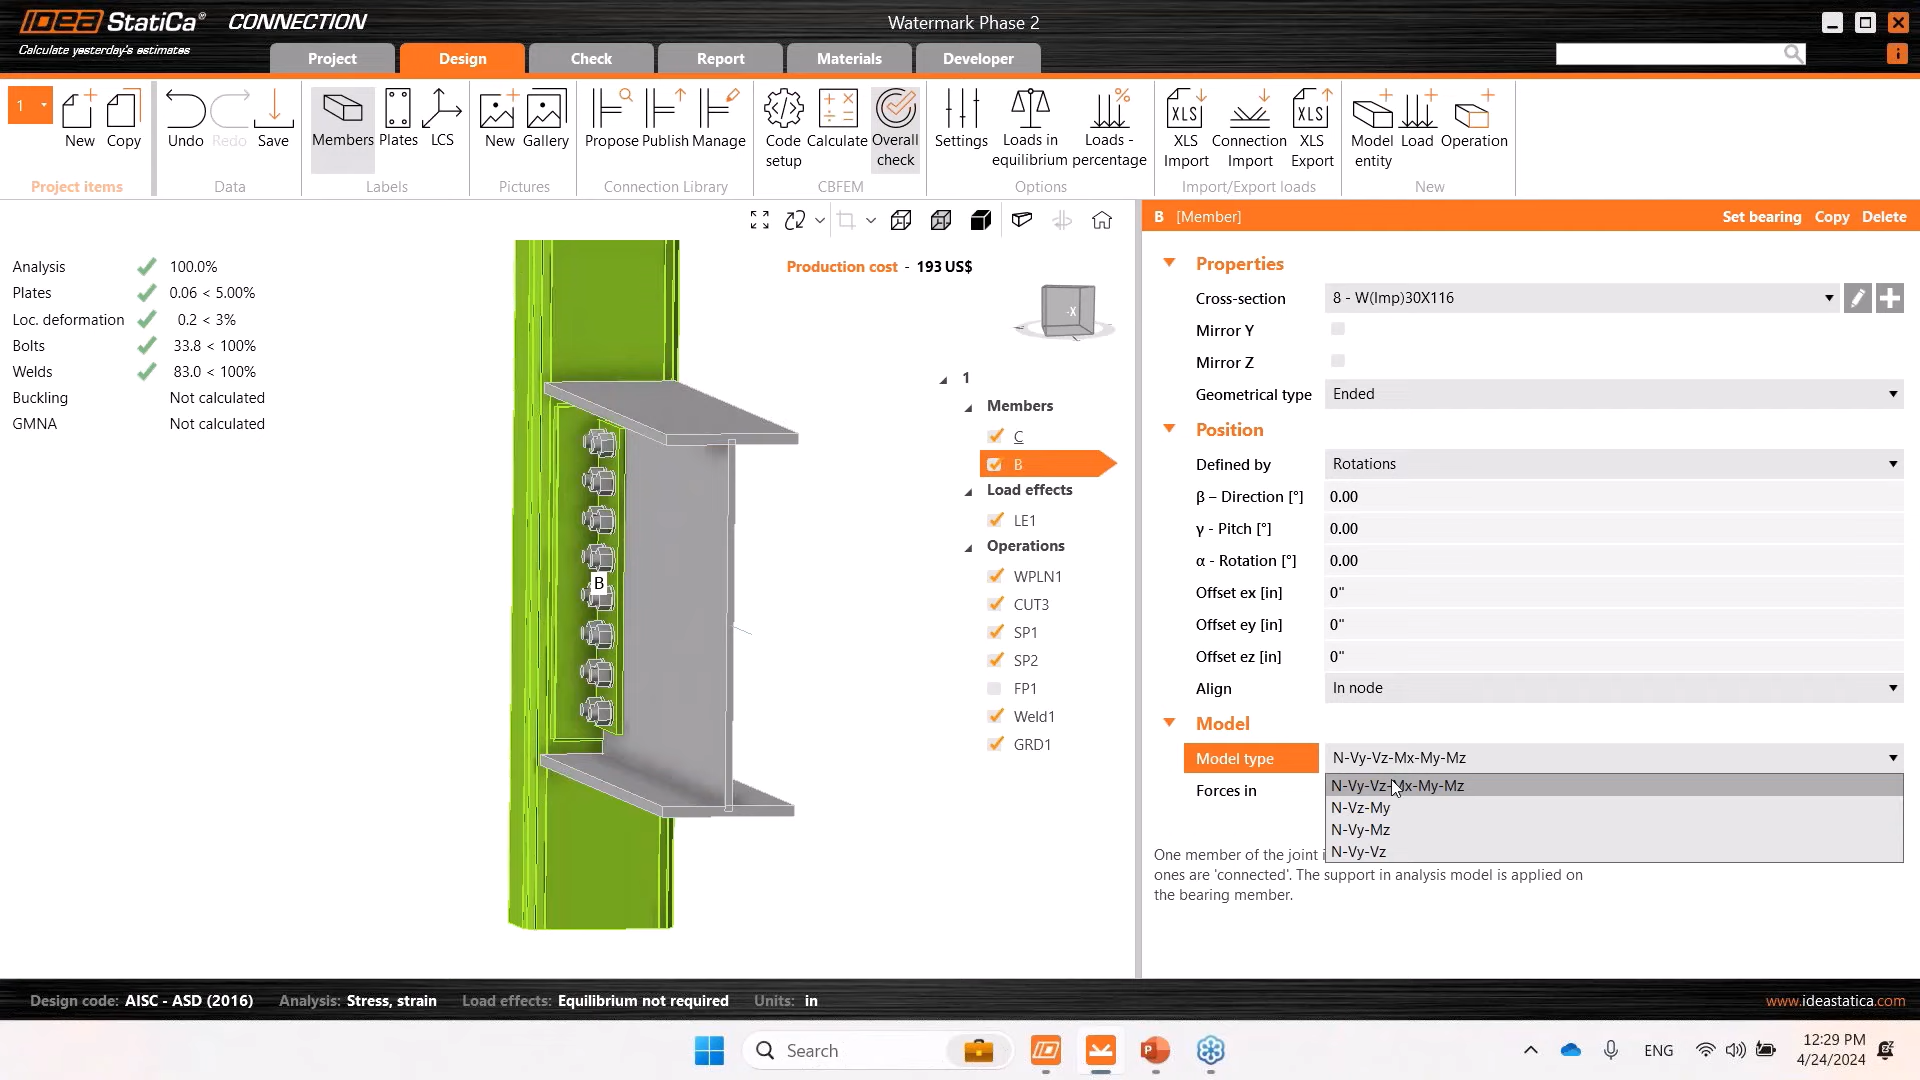 IDEA StatiCa® CONNECTION
Calculate yesterday's estimates
Watermark Phase 2
Project
Design
Check
Report
Materials
Developer
1
New
Copy
Undo
Redo
Save
Members
Plates
LCS
New
Gallery
Propose
Publish
Manage
Code setup
Calculate
Overall check
Settings
Loads in equilibrium
Loads - percentage
XLS Import
Connection Import
XLS Export
Model entity
Load
Operation
Project items
Data
Labels
Pictures
Connection Library
CBFEM
Options
Import/Export loads
New
Analysis 100.0%
Plates 0.06 < 5.00%
Loc. deformation 0.2 < 3%
Bolts 33.8 < 100%
Welds 83.0 < 100%
Buckling Not calculated
GMNA Not calculated
Production cost - 193 US$
-X
B
1
Members
C
B
Load effects
LE1
Operations
WPLN1
CUT3
SP1
SP2
FP1
Weld1
GRD1
B [Member]
Set bearing Copy Delete
Properties
Cross-section 8 - W(Imp)30X116
Mirror Y
Mirror Z
Geometrical type Ended
Position
Defined by Rotations
β – Direction [°] 0.00
γ - Pitch [°] 0.00
α - Rotation [°] 0.00
Offset ex [in] 0"
Offset ey [in] 0"
Offset ez [in] 0"
Align In node
Model
Model type N-Vy-Vz-Mx-My-Mz
Forces in
N-Vy-Vz-Mx-My-Mz
N-Vz-My
N-Vy-Mz
N-Vy-Vz
One member of the joint i
ones are 'connected'. The support in analysis model is applied on
the bearing member.
Design code: AISC - ASD (2016) Analysis: Stress, strain Load effects: Equilibrium not required Units: in
www.ideastatica.com
Search
ENG
12:29 PM
4/24/2024